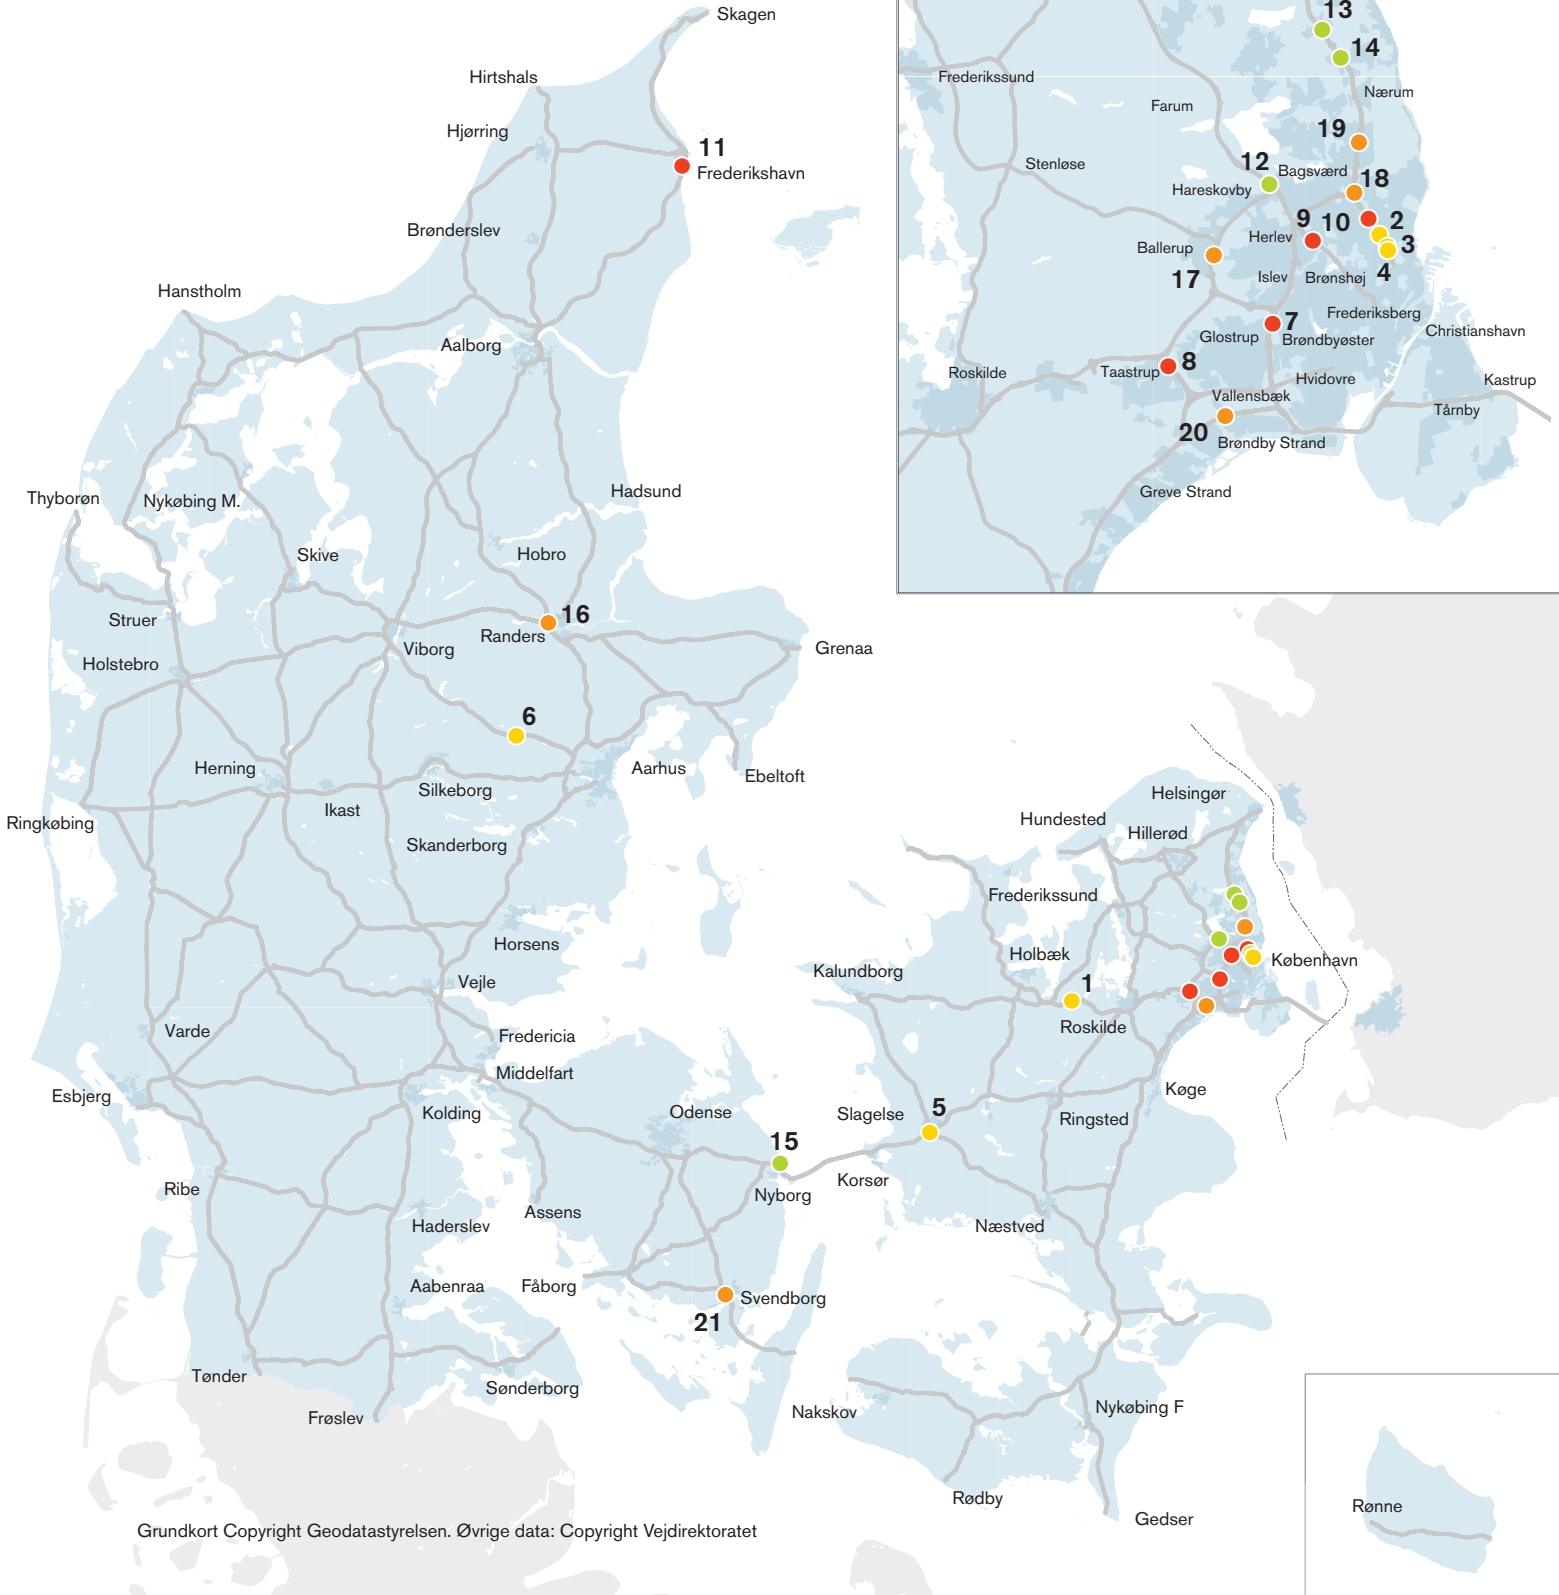 Skagen
Hirtshals
Hjørring
11
Frederikshavn
Brønderslev
Hanstholm
Aalborg
Thyborøn
Nykøbing M.
Hadsund
Skive
Hobro
Struer
16
Randers
Viborg
Holstebro
Grenaa
6
Herning
Aarhus
Ebeltoft
Silkeborg
Ikast
Ringkøbing
Skanderborg
Horsens
Vejle
Varde
Fredericia
Middelfart
Esbjerg
Kolding
Odense
15
Nyborg
Ribe
Assens
Haderslev
Aabenraa
Fåborg
Svendborg
21
Tønder
Sønderborg
Frøslev
13
14
Frederikssund
Nærum
Farum
19
Stenløse
12
Bagsværd
18
Hareskovby
9
10
2
Herlev
3
Ballerup
4
17
Islev
Brønshøj
Frederiksberg
7
Christianshavn
Glostrup
Brøndbyøster
8
Roskilde
Taastrup
Hvidovre
Kastrup
Vallensbæk
Tårnby
20
Brøndby Strand
Greve Strand
Helsingør
Hundested
Hillerød
Frederikssund
Holbæk
København
Kalundborg
1
Roskilde
Køge
Slagelse
5
Ringsted
Korsør
Næstved
Nakskov
Nykøbing F
Rødby
Gedser
Rønne
Grundkort Copyright Geodatastyrelsen. Øvrige data: Copyright Vejdirektoratet